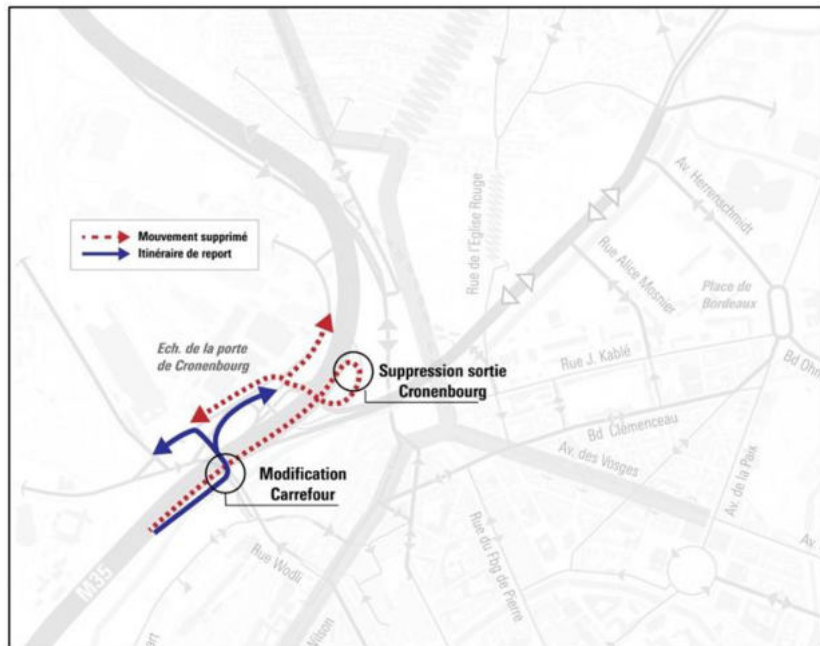 Mouvement supprimé
Itinéraire de report
Av. Herrenschmidt
Rue de l'Eglise Rouge
Rue Alice Mosnier
Place de
Bordeaux
Ech. de la porte
de Cronenbourg
Suppression sortie
Cronenbourg
Rue J. Kablé
Bd Ohm
Bd Clémenceau
Av. des Vosges
Av. de la Paix
Modification
Carrefour
M35
Rue Wodli
Rue du Fbg de Pierre
Av.
Wilson